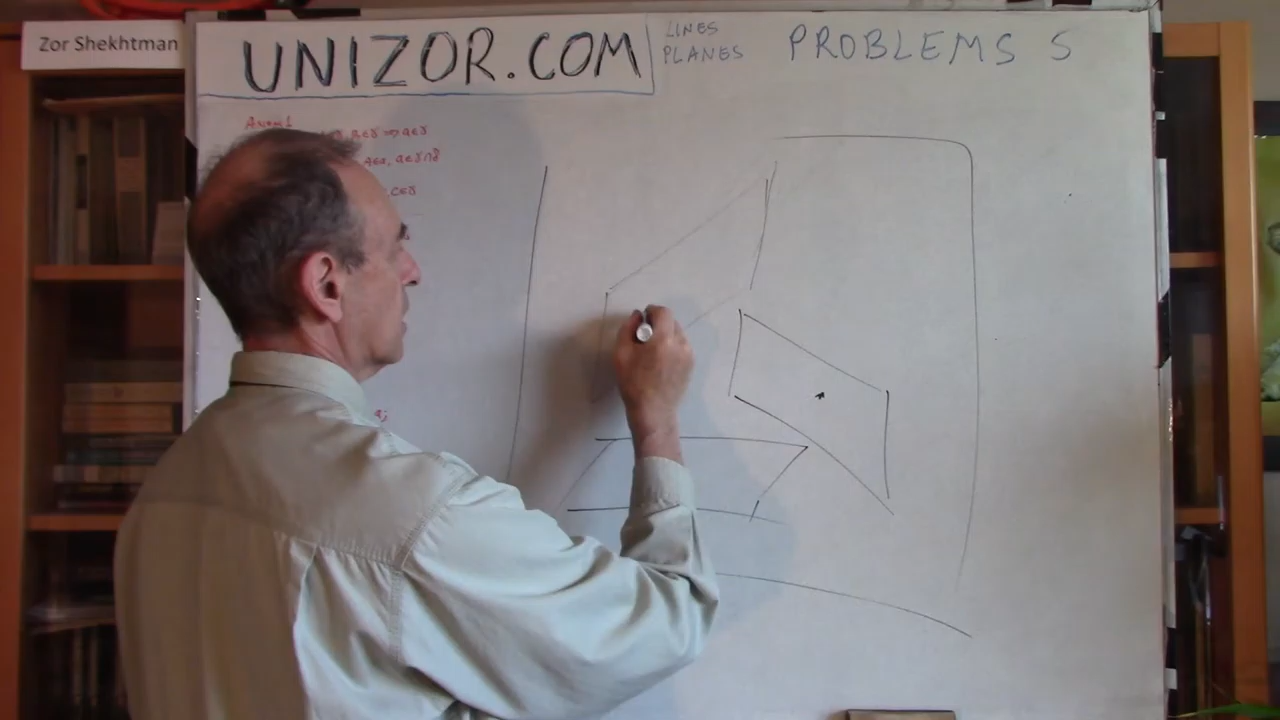 Zor Shekhtman
UNIZOR.COM
LINES
PLANES
PROBLEMS 5